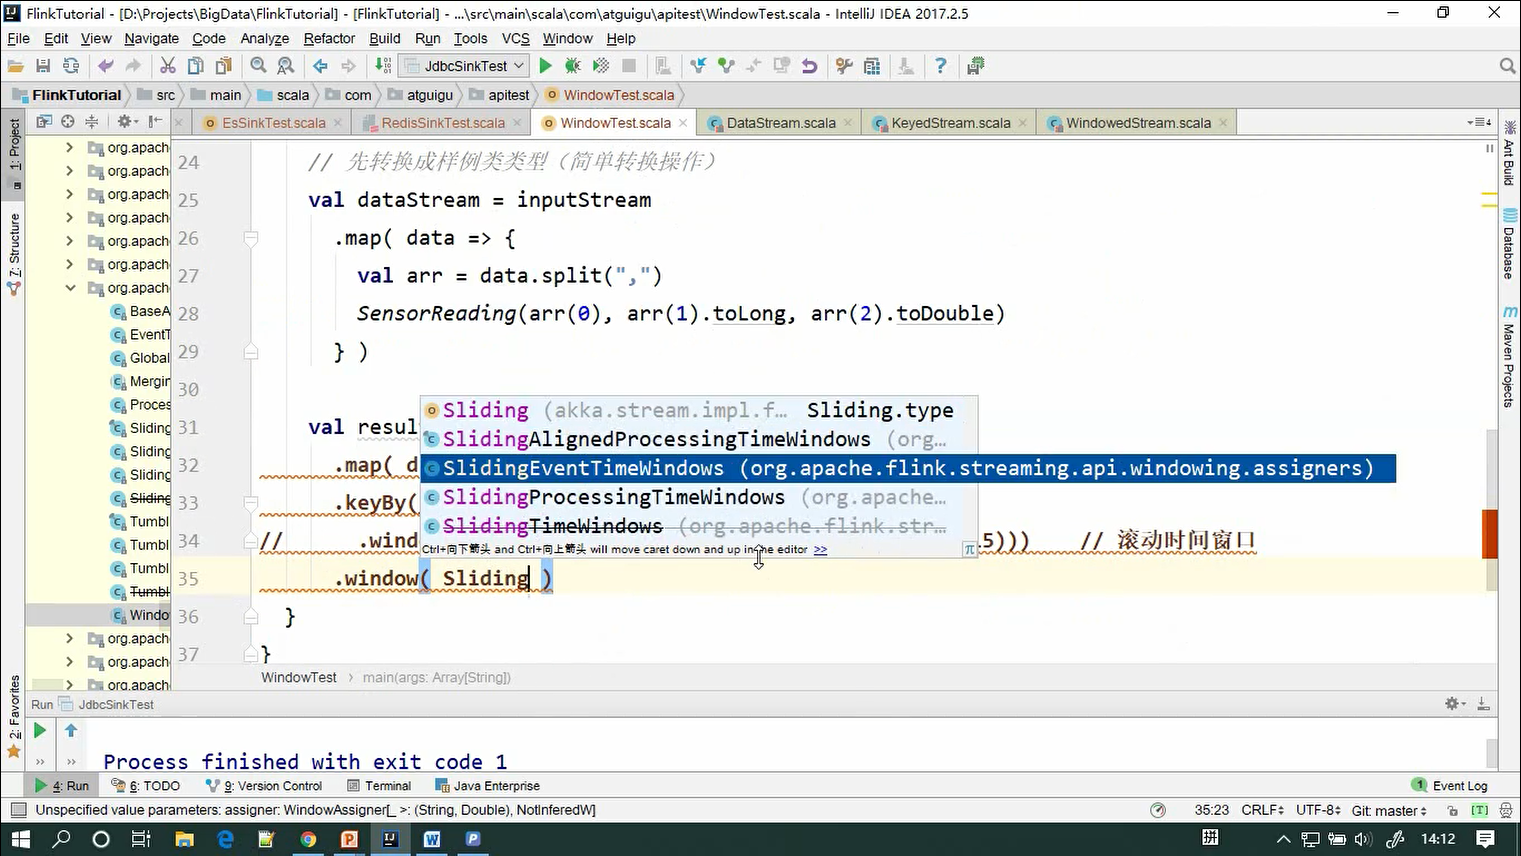 FlinkTutorial - [D:\Projects\BigData\FlinkTutorial] - [FlinkTutorial] - ...\src\main\scala\com\atguigu\apitest\WindowTest.scala - IntelliJ IDEA 2017.2.5
File Edit View Navigate Code Analyze Refactor Build Run Tools VCS Window Help
JdbcSinkTest
FlinkTutorial src main scala com atguigu apitest WindowTest.scala
EsSinkTest.scala RedisSinkTest.scala WindowTest.scala DataStream.scala KeyedStream.scala WindowedStream.scala
1: Project
7: Structure
2: Favorites
Ant Build
Database
Maven Projects
org.apach
org.apach
org.apach
org.apach
org.apach
org.apach
org.apach
BaseA
EventT
Global
Mergin
Proces
Sliding
Sliding
Sliding
Sliding
Tumbl
Tumbl
Tumbl
Tumbl
Windo
org.apach
org.apach
org.apach
24 // 先转换成样例类类型（简单转换操作）
25 val dataStream = inputStream
26 .map( data => {
27 val arr = data.split(",")
28 SensorReading(arr(0), arr(1).toLong, arr(2).toDouble)
29 } )
30
31 val resul
32 .map( d
33 .keyBy(
34 // .wind 15))) // 滚动时间窗口
35 .window( Sliding )
36 }
37 }
Sliding (akka.stream.impl.f... Sliding.type
SlidingAlignedProcessingTimeWindows (org...
SlidingEventTimeWindows (org.apache.flink.streaming.api.windowing.assigners)
SlidingProcessingTimeWindows (org.apache...
SlidingTimeWindows (org.apache.flink.str...
Ctrl+向下箭头 and Ctrl+向上箭头 will move caret down and up in the editor >>
π
WindowTest main(args: Array[String])
Run JdbcSinkTest
Process finished with exit code 1
4: Run 6: TODO 9: Version Control Terminal Java Enterprise 1 Event Log
Unspecified value parameters: assigner: WindowAssigner[_ >: (String, Double), NotInferedW] 35:23 CRLF UTF-8 Git: master [T]
拼 14:12